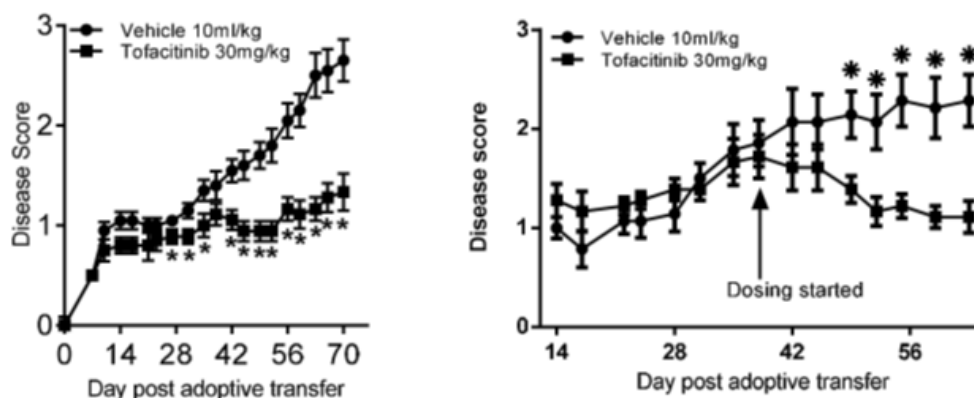 Vehicle 10ml/kg
Tofacitinib 30mg/kg
Disease Score
3
2
1
0
* * * * * * * * * * *
0 14 28 42 56 70
Day post adoptive transfer
Vehicle 10ml/kg
Tofacitinib 30mg/kg
Disease score
3
2
1
0
* * * * *
Dosing started
14 28 42 56
Day post adoptive transfer